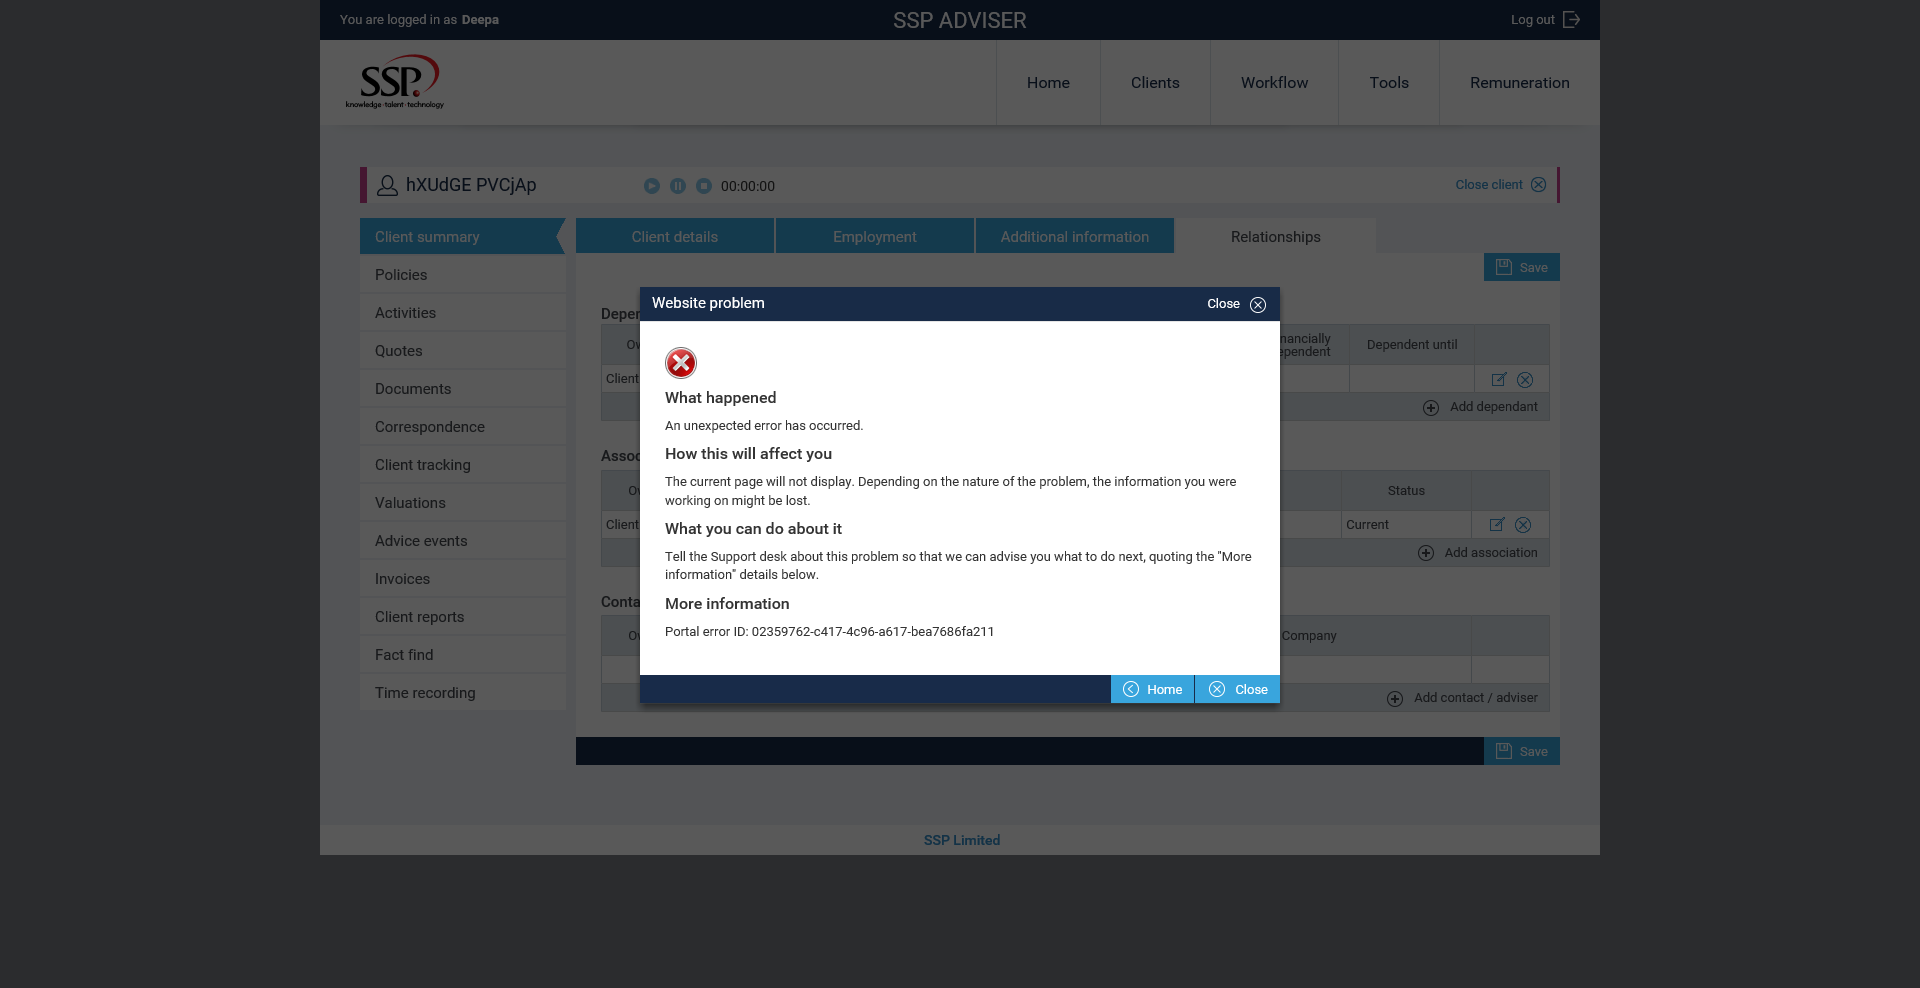 You are logged in as Deepa
SSP ADVISER
Log out
SSP.
knowledge·talent·technology
Home
Clients
Workflow
Tools
Remuneration
hXUdGE PVCjAp
00:00:00
Close client
Client summary
Client details
Employment
Additional information
Relationships
Policies
Activities
Quotes
Documents
Correspondence
Client tracking
Valuations
Advice events
Invoices
Client reports
Fact find
Time recording
Save
Website problem
Close
What happened
An unexpected error has occurred.
How this will affect you
The current page will not display. Depending on the nature of the problem, the information you were
working on might be lost.
What you can do about it
Tell the Support desk about this problem so that we can advise you what to do next, quoting the "More
information" details below.
More information
Portal error ID: 02359762-c417-4c96-a617-bea7686fa211
Home
Close
Dependent until
Client
Add dependant
Status
Client
Current
Add association
Company
Add contact / adviser
Save
SSP Limited